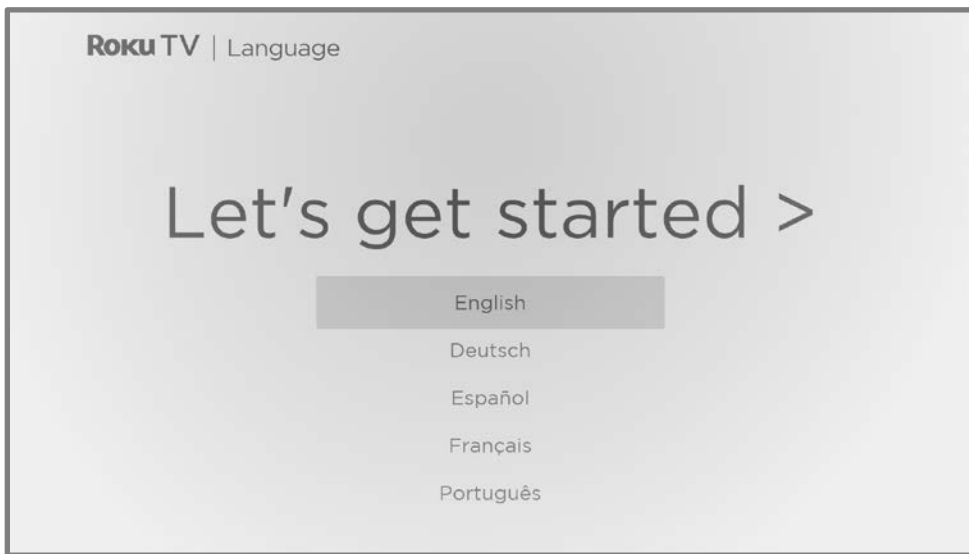 Roku TV | Language
Let's get started >
English
Deutsch
Español
Français
Português